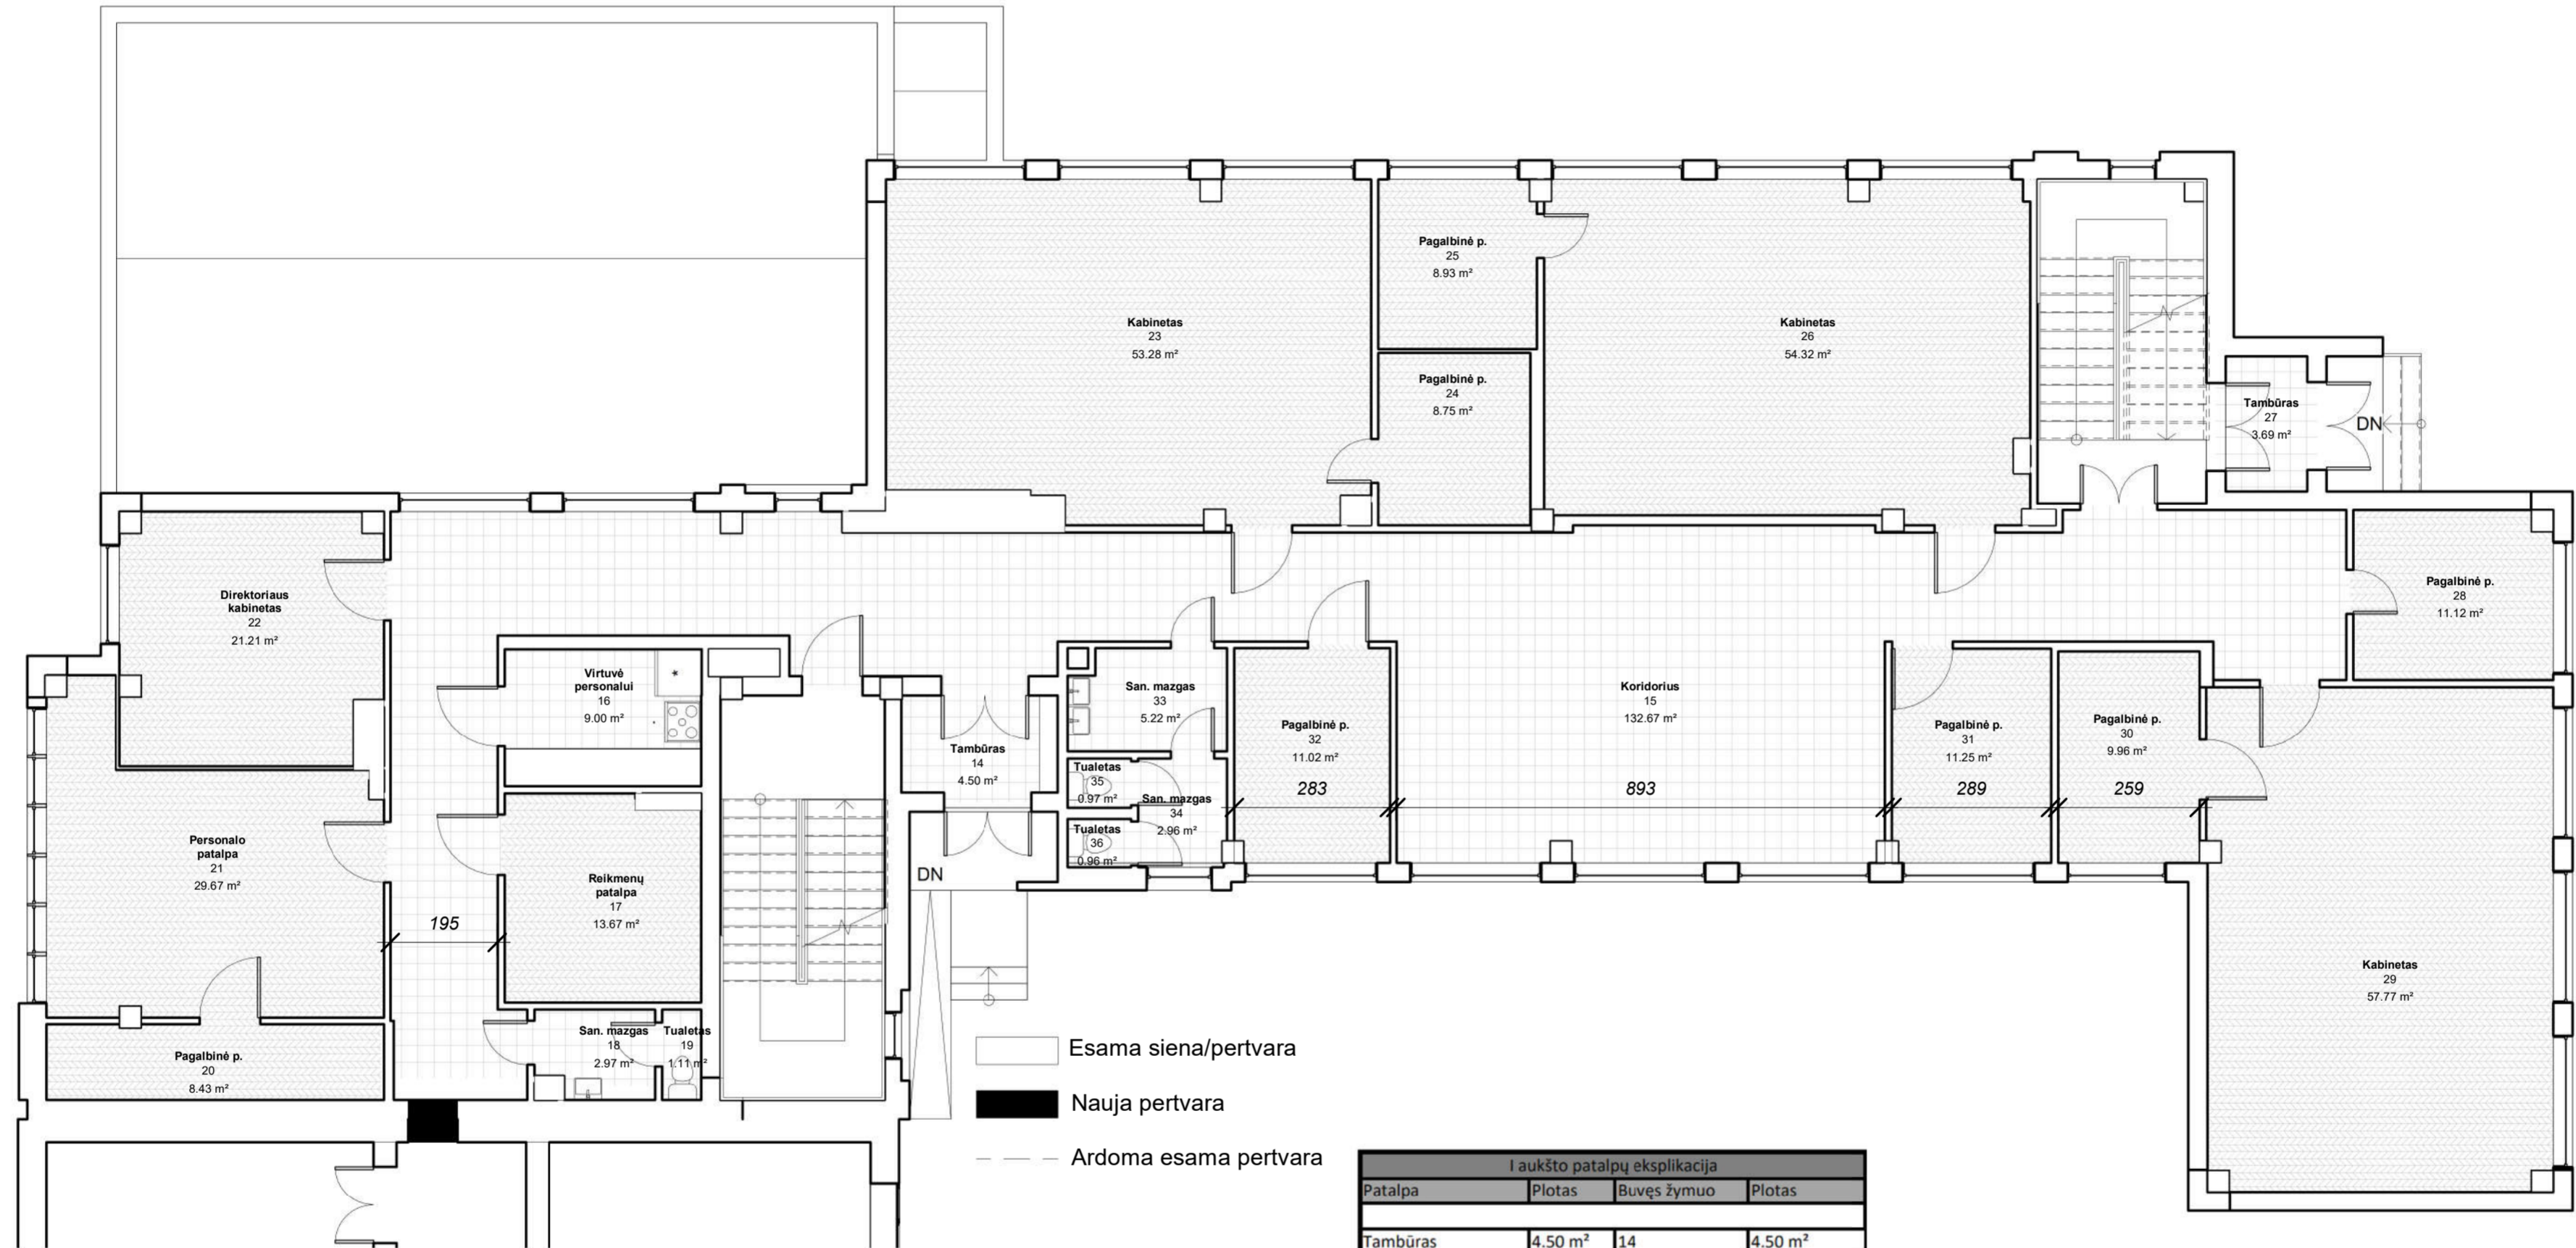 Pagalbinė p.
25
8.93 m²
Kabinetas
23
53.28 m²
Kabinetas
26
54.32 m²
Pagalbinė p.
24
8.75 m²
Tambūras
27
3.69 m²
DN
Direktoriaus
kabinetas
22
21.21 m²
Pagalbinė p.
28
11.12 m²
Virtuvė
personalui
16
9.00 m²
San. mazgas
33
5.22 m²
Koridorius
15
132.67 m²
Tambūras
14
4.50 m²
Pagalbinė p.
32
11.02 m²
Pagalbinė p.
31
11.25 m²
Pagalbinė p.
30
9.96 m²
Tualetas
35
0.97 m²
San. mazgas
34
2.96 m²
283
893
289
259
Tualetas
36
0.96 m²
Personalo
patalpa
21
29.67 m²
Reikmenų
patalpa
17
13.67 m²
DN
195
Kabinetas
29
57.77 m²
San. mazgas
18
2.97 m²
Tualetas
19
1.11 m²
Pagalbinė p.
20
8.43 m²
Esama siena/pertvara
Nauja pertvara
Ardoma esama pertvara
I aukšto patalpų eksplikacija
Patalpa Plotas Buvęs žymuo Plotas
Tambūras 4.50 m² 14 4.50 m²